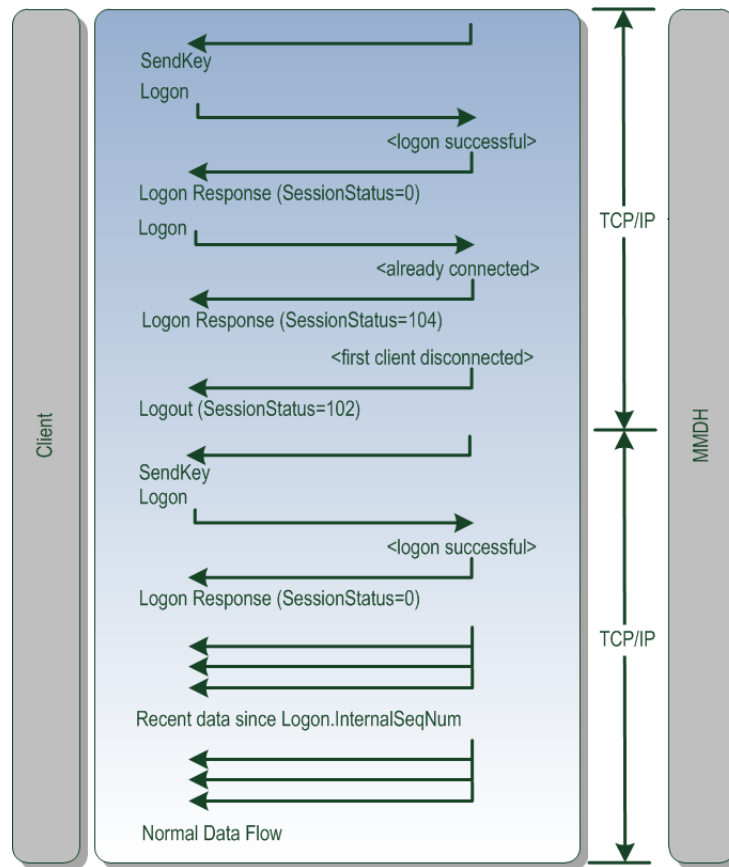 SendKey
Logon
<logon successful>
Logon Response (SessionStatus=0)
Logon
<already connected>
Logon Response (SessionStatus=104)
<first client disconnected>
Logout (SessionStatus=102)
SendKey
Logon
<logon successful>
Logon Response (SessionStatus=0)
Recent data since Logon.InternalSeqNum
Normal Data Flow
Client
TCP/IP
TCP/IP
MMDH